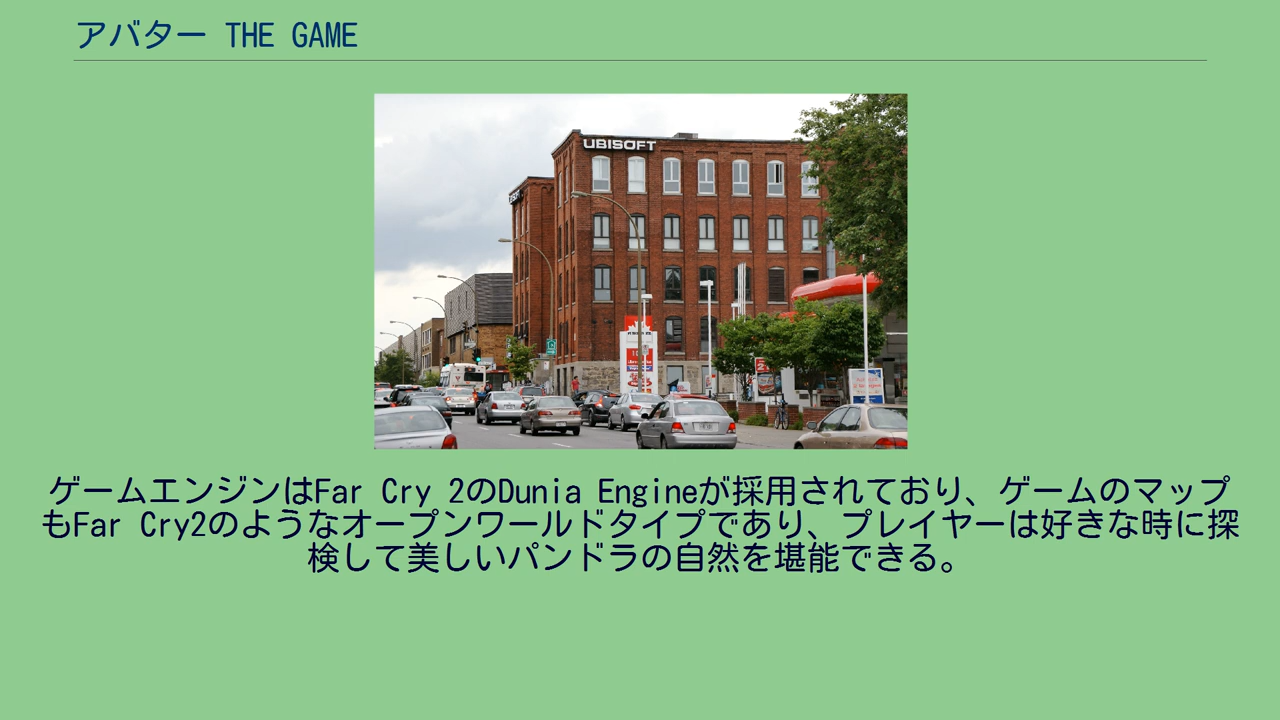 アバター THE GAME
UBISOFT
ゲームエンジンはFar Cry 2のDunia Engineが採用されており、ゲームのマップ
もFar Cry2のようなオープンワールドタイプであり、プレイヤーは好きな時に探
検して美しいパンドラの自然を堪能できる。